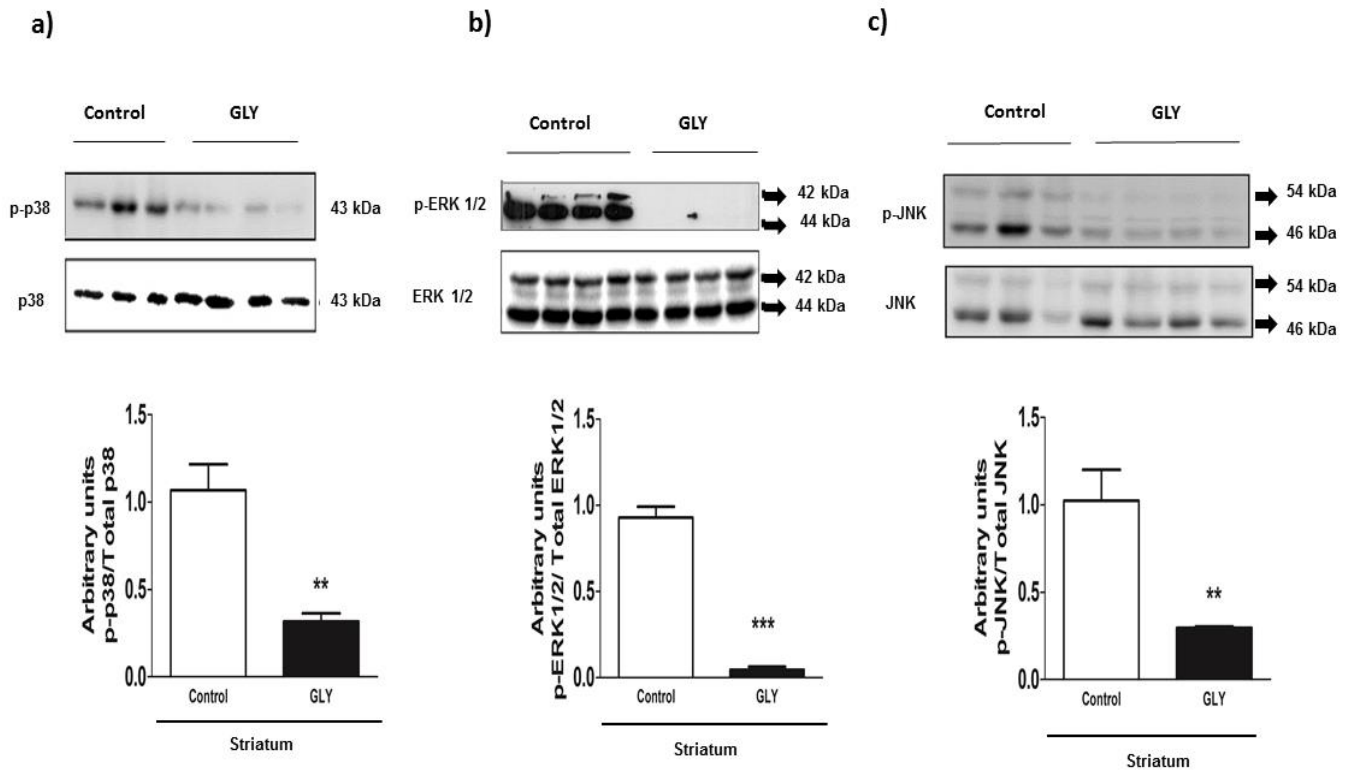 a)
Control GLY
p-p38 43 kDa
p38 43 kDa
Arbitrary units
p-p38/Total p38
1.5
1.0
0.5
0.0
**
Control GLY
Striatum
b)
Control GLY
p-ERK 1/2 42 kDa
44 kDa
ERK 1/2 42 kDa
44 kDa
Arbitrary units
p-ERK1/2/ Total ERK1/2
1.5
1.0
0.5
0.0
***
Control GLY
Striatum
c)
Control GLY
p-JNK 54 kDa
46 kDa
JNK 54 kDa
46 kDa
Arbitrary units
p-JNK/Total JNK
1.5
1.0
0.5
0.0
**
Control GLY
Striatum